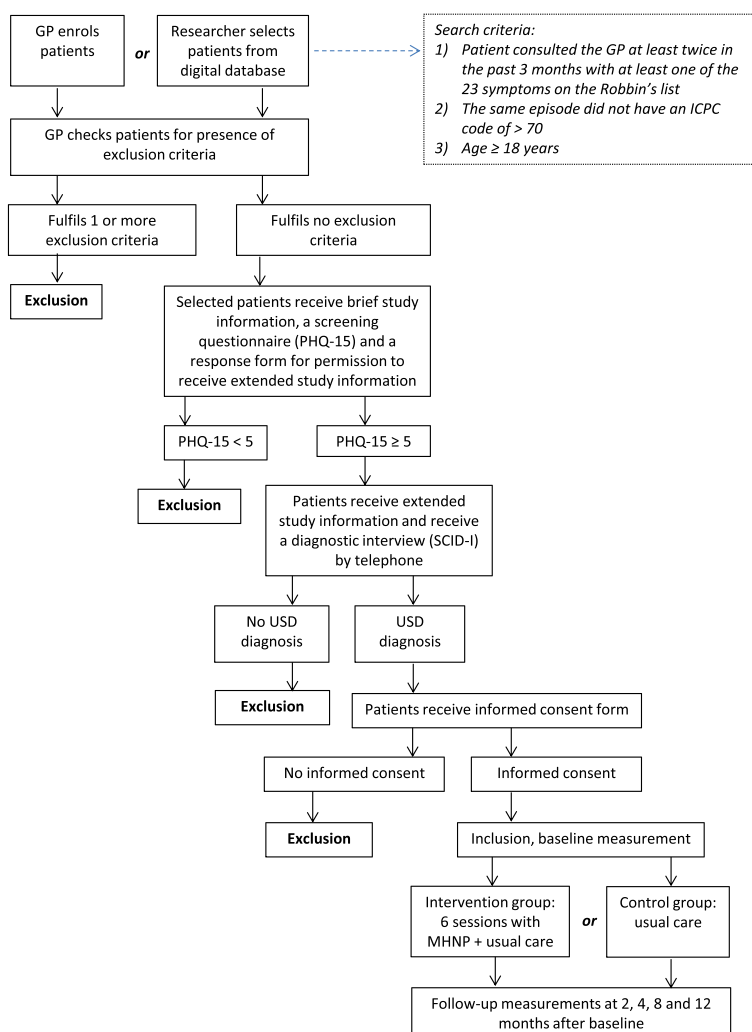 GP enrols
patients
or
Researcher selects
patients from
digital database
Search criteria:
1) Patient consulted the GP at least twice in
the past 3 months with at least one of the
23 symptoms on the Robbin's list
2) The same episode did not have an ICPC
code of > 70
3) Age ≥ 18 years
GP checks patients for presence of
exclusion criteria
Fulfils 1 or more
exclusion criteria
Fulfils no exclusion
criteria
Exclusion
Selected patients receive brief study
information, a screening
questionnaire (PHQ-15) and a
response form for permission to
receive extended study information
PHQ-15 < 5
PHQ-15 ≥ 5
Exclusion
Patients receive extended
study information and receive
a diagnostic interview (SCID-I)
by telephone
No USD
diagnosis
USD
diagnosis
Exclusion
Patients receive informed consent form
No informed consent
Informed consent
Exclusion
Inclusion, baseline measurement
Intervention group:
6 sessions with
MHNP + usual care
or
Control group:
usual care
Follow-up measurements at 2, 4, 8 and 12
months after baseline